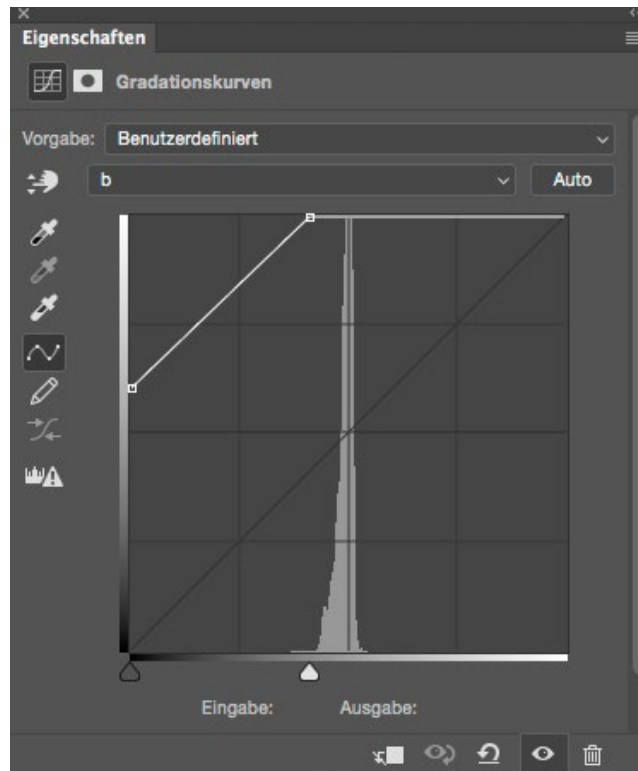 Eigenschaften
Gradationskurven
Vorgabe: Benutzerdefiniert
b Auto
Eingabe: Ausgabe: